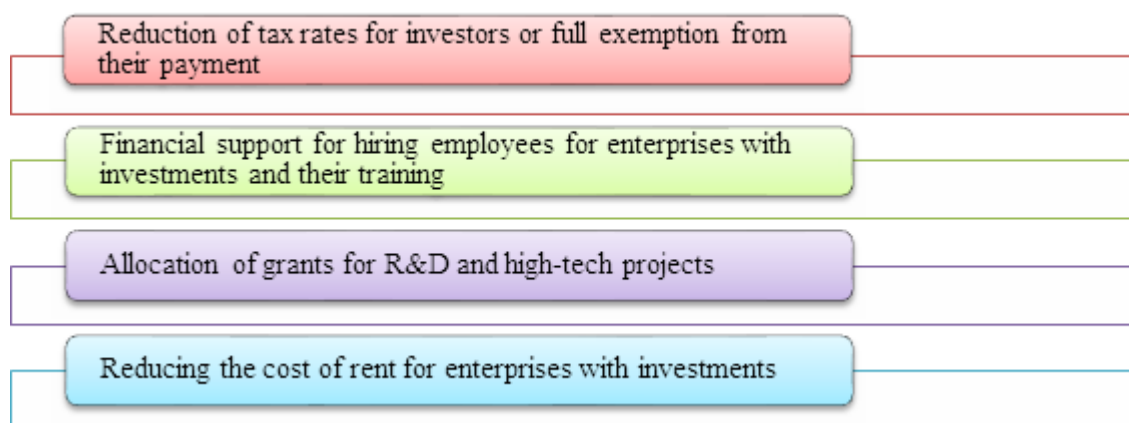 Reduction of tax rates for investors or full exemption from
their payment
Financial support for hiring employees for enterprises with
investments and their training
Allocation of grants for R&D and high-tech projects
Reducing the cost of rent for enterprises with investments